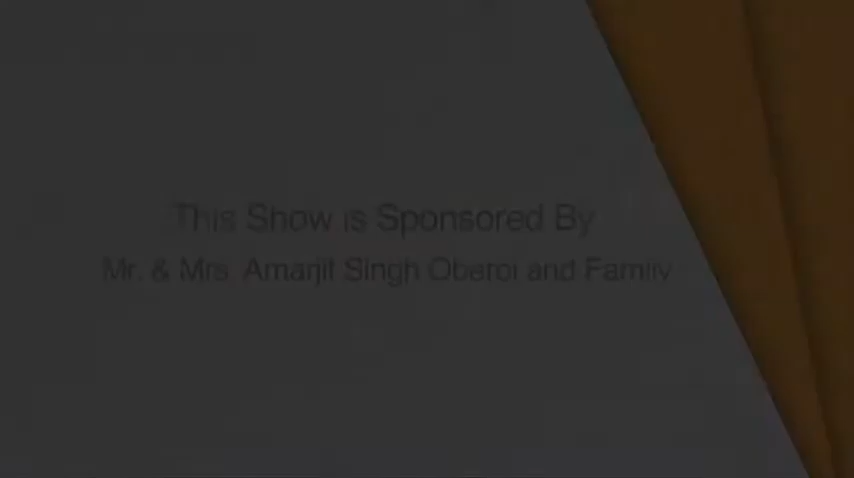 This Show is Sponsored By
Mr. & Mrs. Amarjit Singh Oberoi and Family